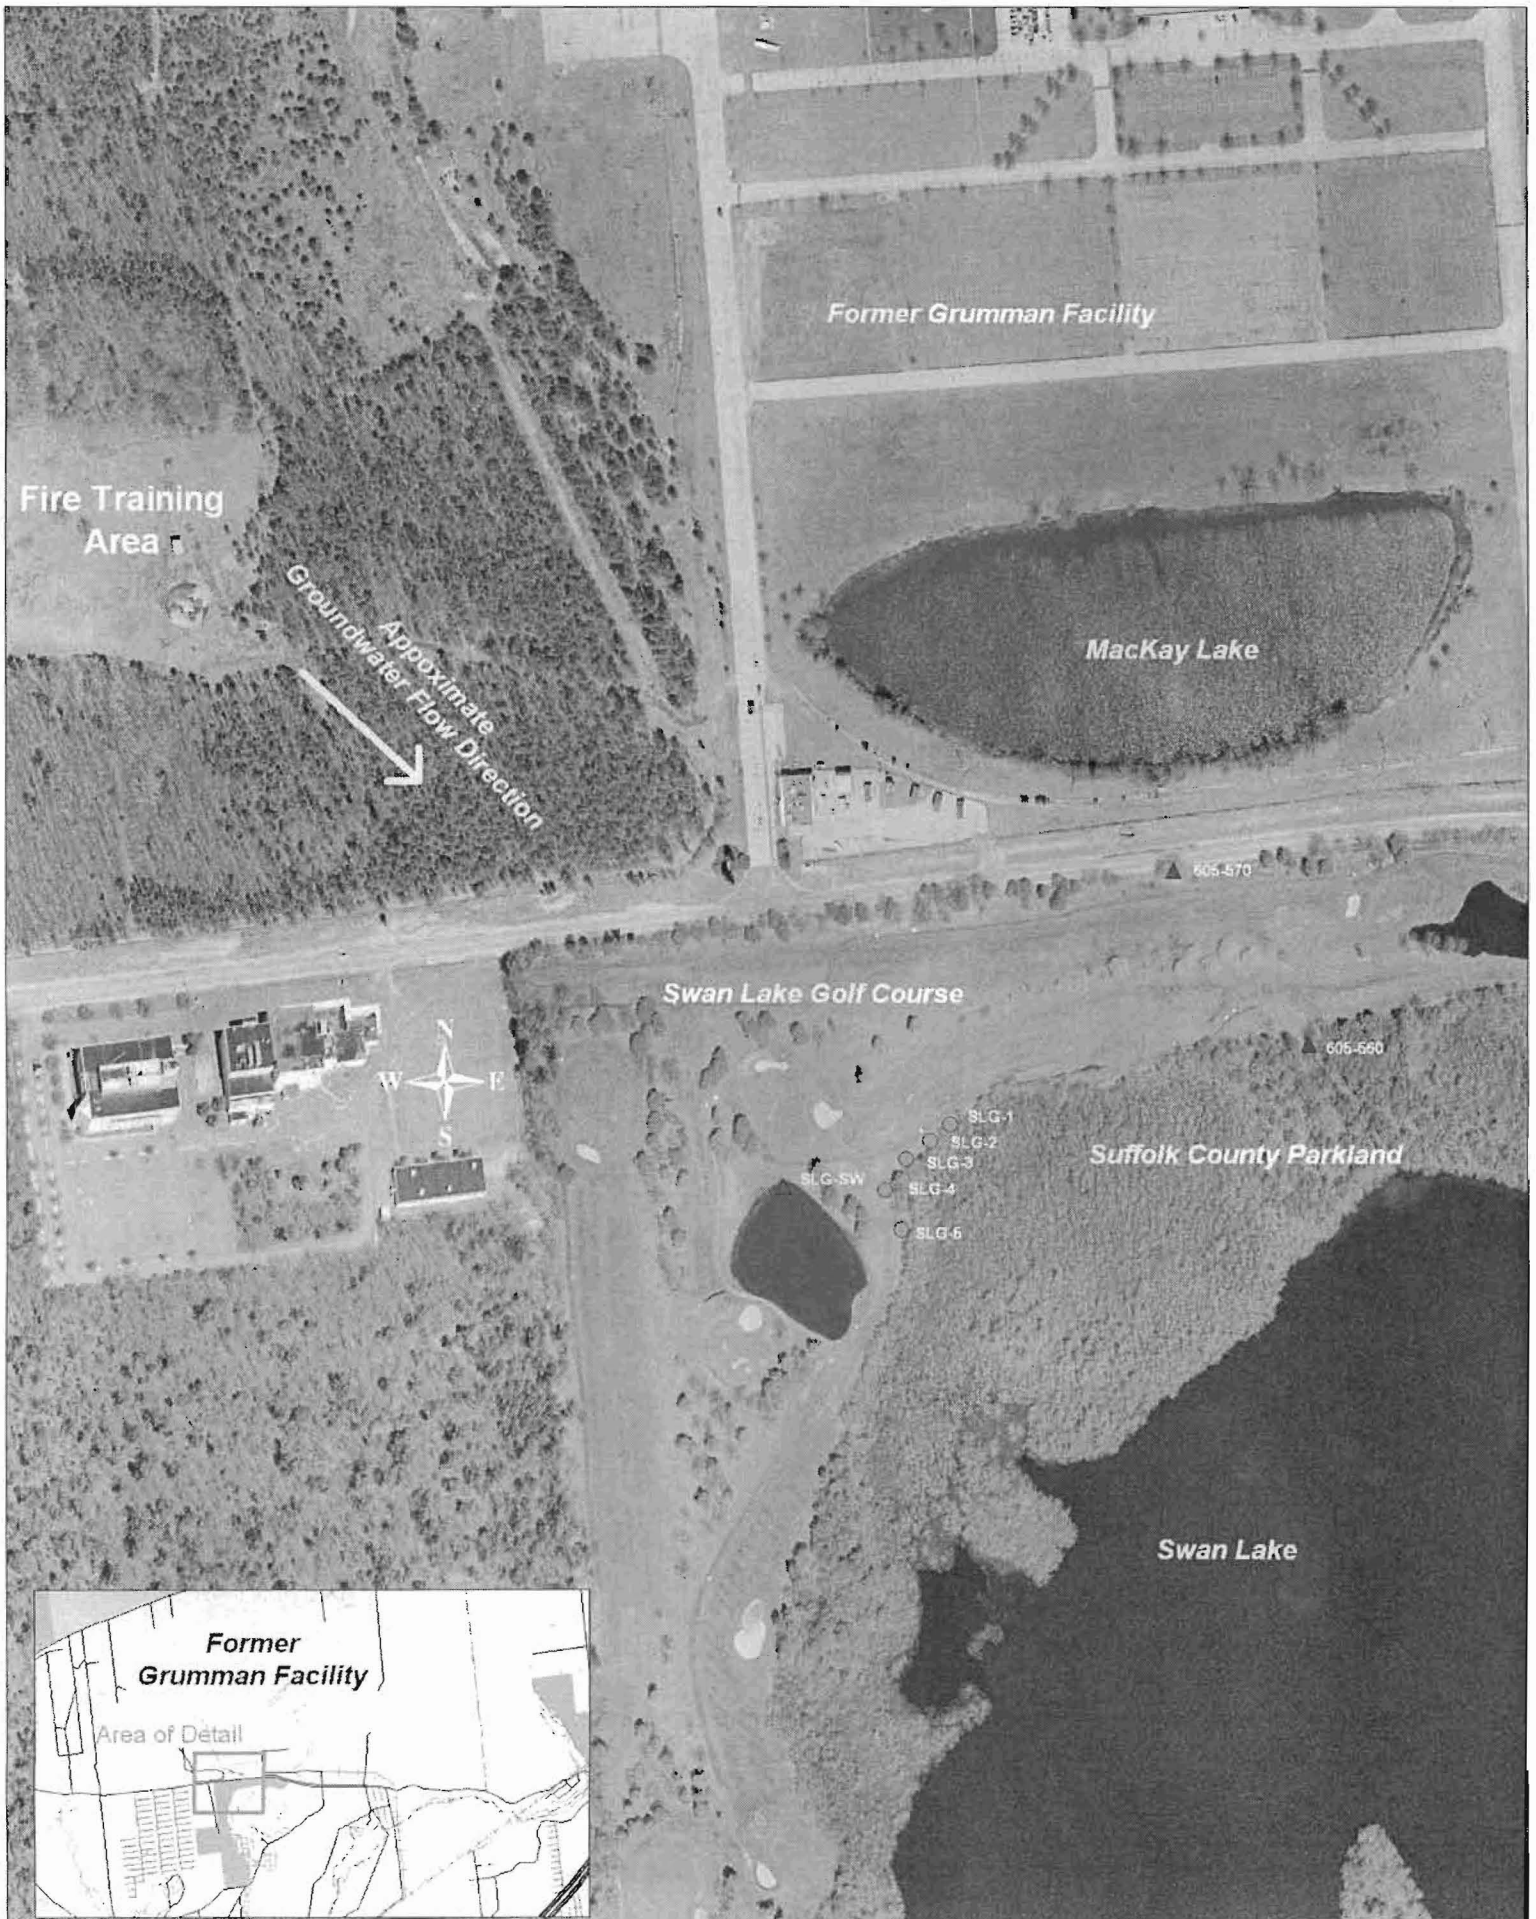 Former Grumman Facility
Fire Training
Area
Appoximate
Groundwater Flow Direction
MacKay Lake
605-570
Swan Lake Golf Course
N
W E
S
605-560
SLG-1
SLG-2
SLG-3
Suffolk County Parkland
SLG-SW
SLG-4
SLG-5
Swan Lake
Former
Grumman Facility
Area of Detail